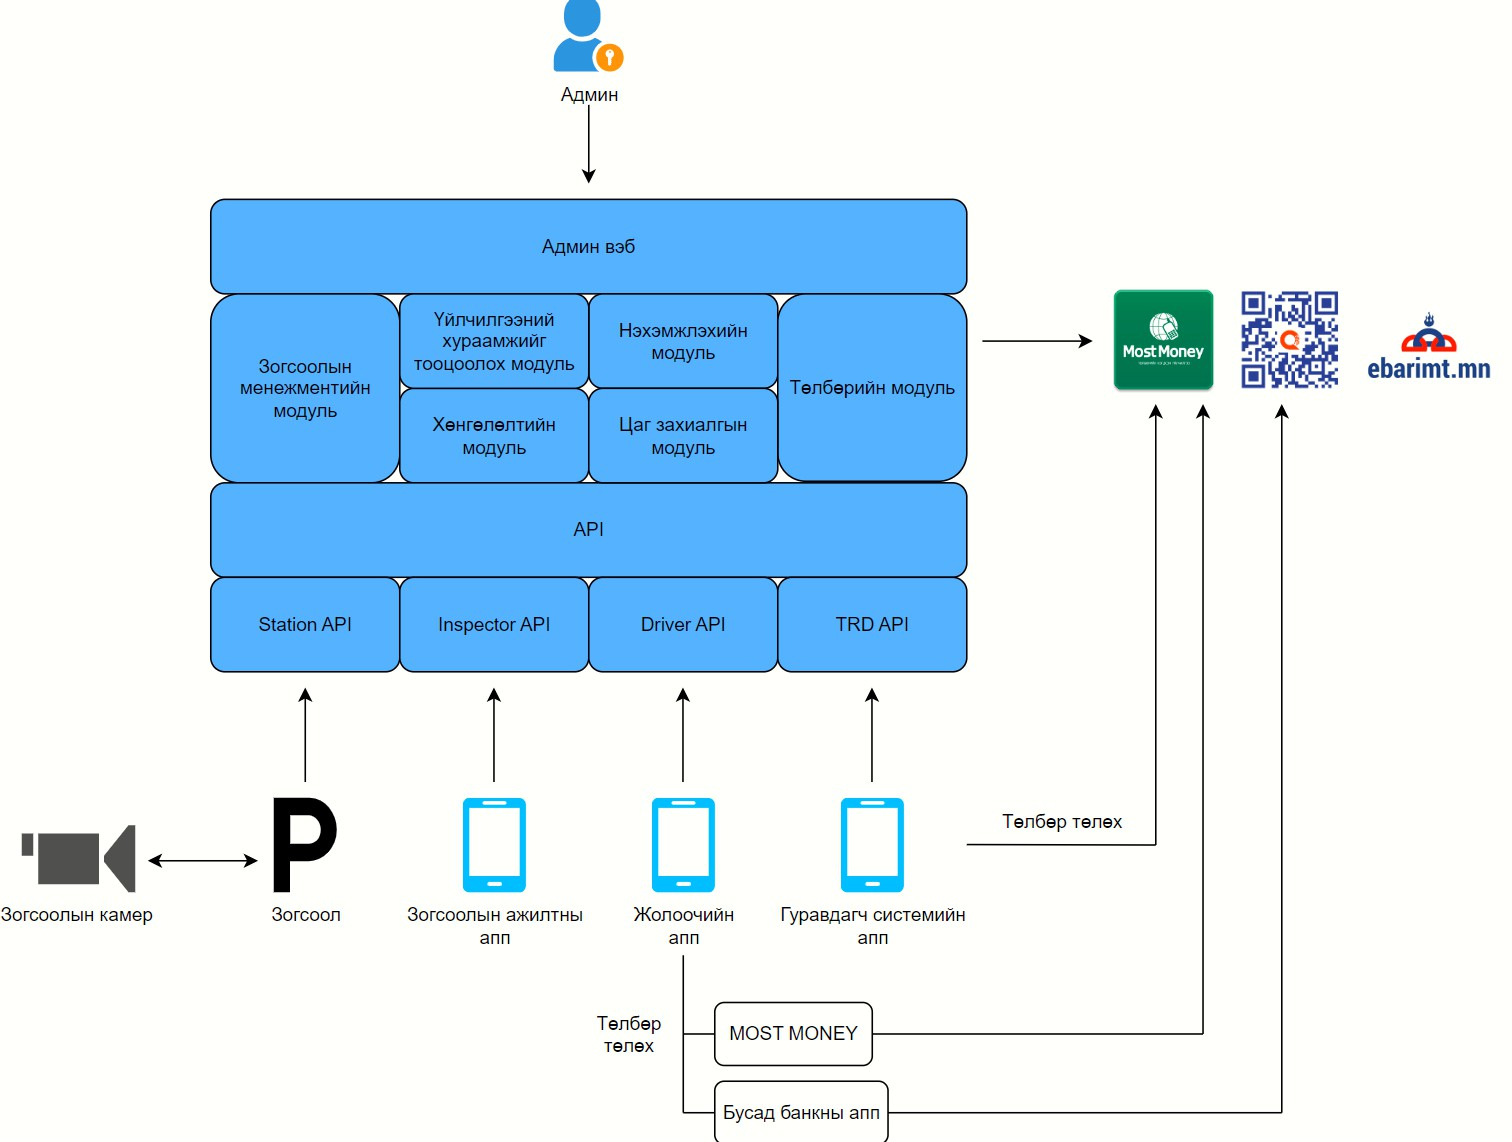 Админ
Админ вэб
Зогсоолын
менежментийн
модуль
Үйлчилгээний
хураамжийг
тооцоолох модуль
Нэхэмжлэхийн
модуль
Төлбөрийн модуль
Хөнгөлөлтийн
модуль
Цаг захиалгын
модуль
Most Money
ebarimt.mn
API
Station API
Inspector API
Driver API
TRD API
Төлбөр төлөх
Зогсоолын камер
Зогсоол
Зогсоолын ажилтны
апп
Жолоочийн
апп
Гуравдагч системийн
апп
Төлбөр
төлөх
MOST MONEY
Бусад банкны апп